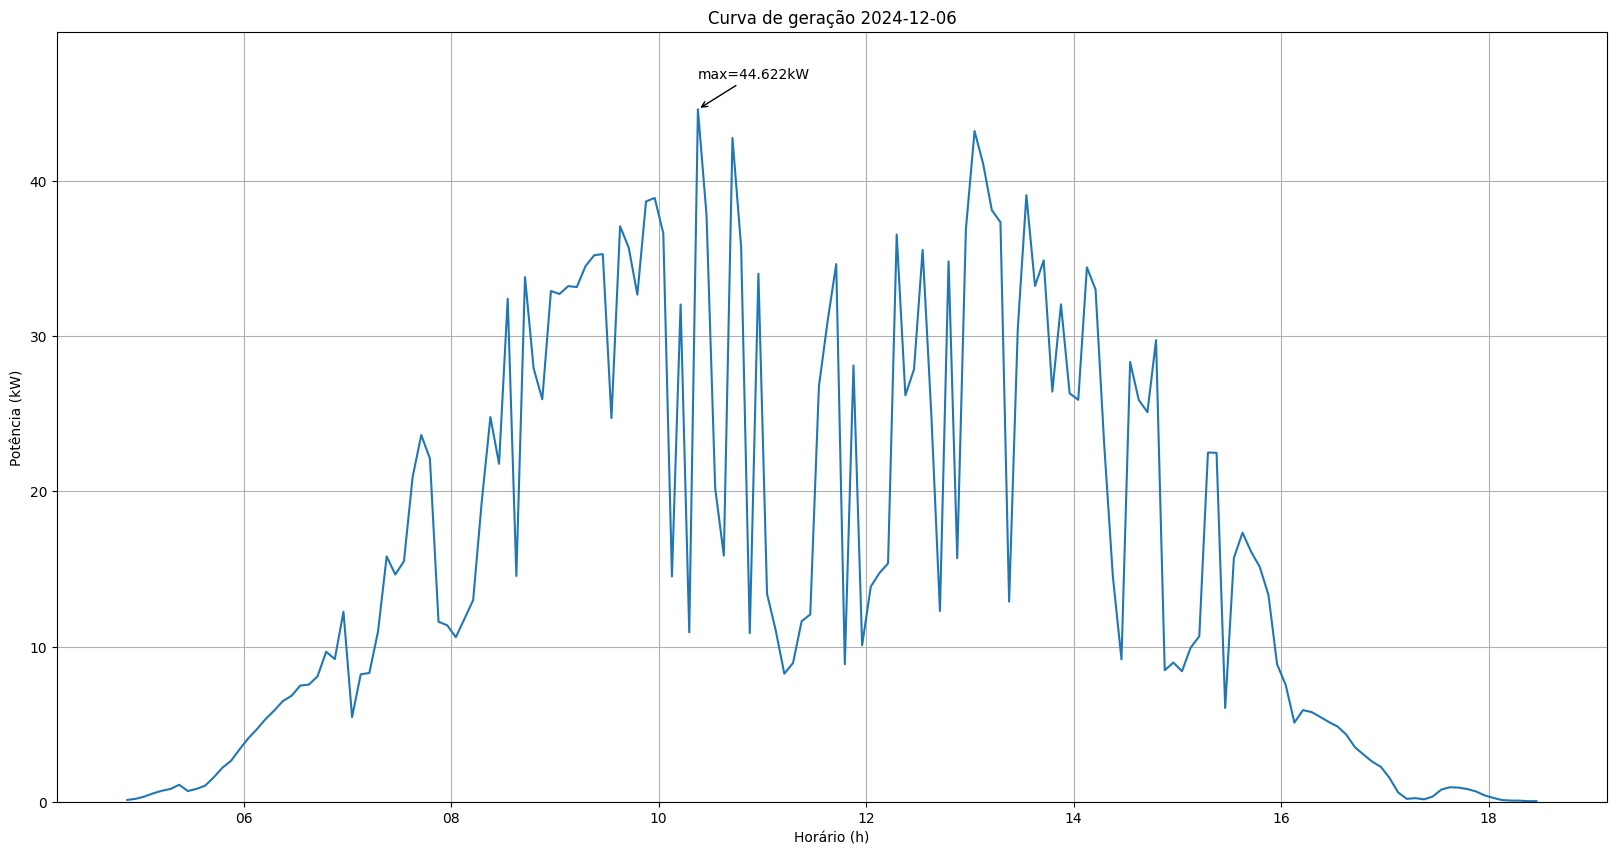 Curva de geração 2024-12-06
max=44.622kW
Potência (kW)
40
30
20
10
0
06 08 10 12 14 16 18
Horário (h)